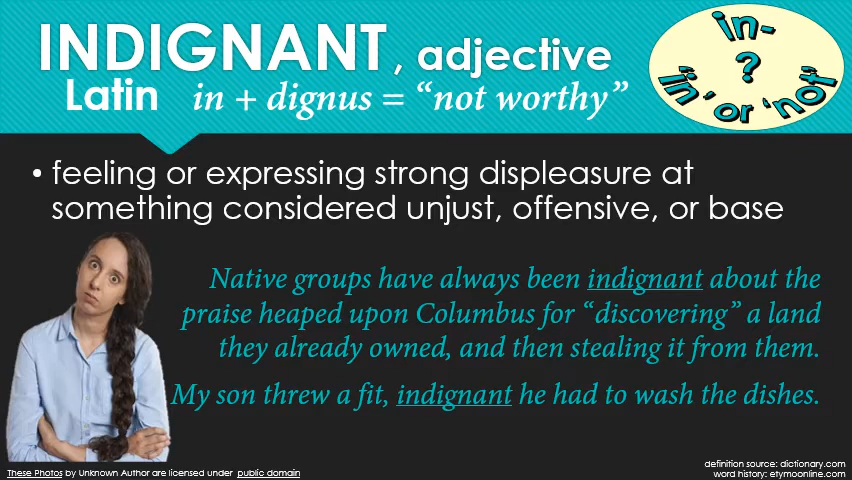 INDIGNANT, adjective
Latin in + dignus = “not worthy”
in-
?
‘in’ or ‘not’
• feeling or expressing strong displeasure at
something considered unjust, offensive, or base
Native groups have always been indignant about the
praise heaped upon Columbus for “discovering” a land
they already owned, and then stealing it from them.
My son threw a fit, indignant he had to wash the dishes.
These Photos by Unknown Author are licensed under public domain
definition source: dictionary.com
word history: etymoonline.com